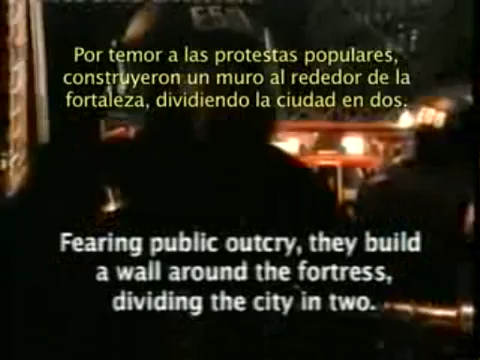 Por temor a las protestas populares,
construyeron un muro al rededor de la
fortaleza, dividiendo la ciudad en dos.
Fearing public outcry, they build
a wall around the fortress,
dividing the city in two.